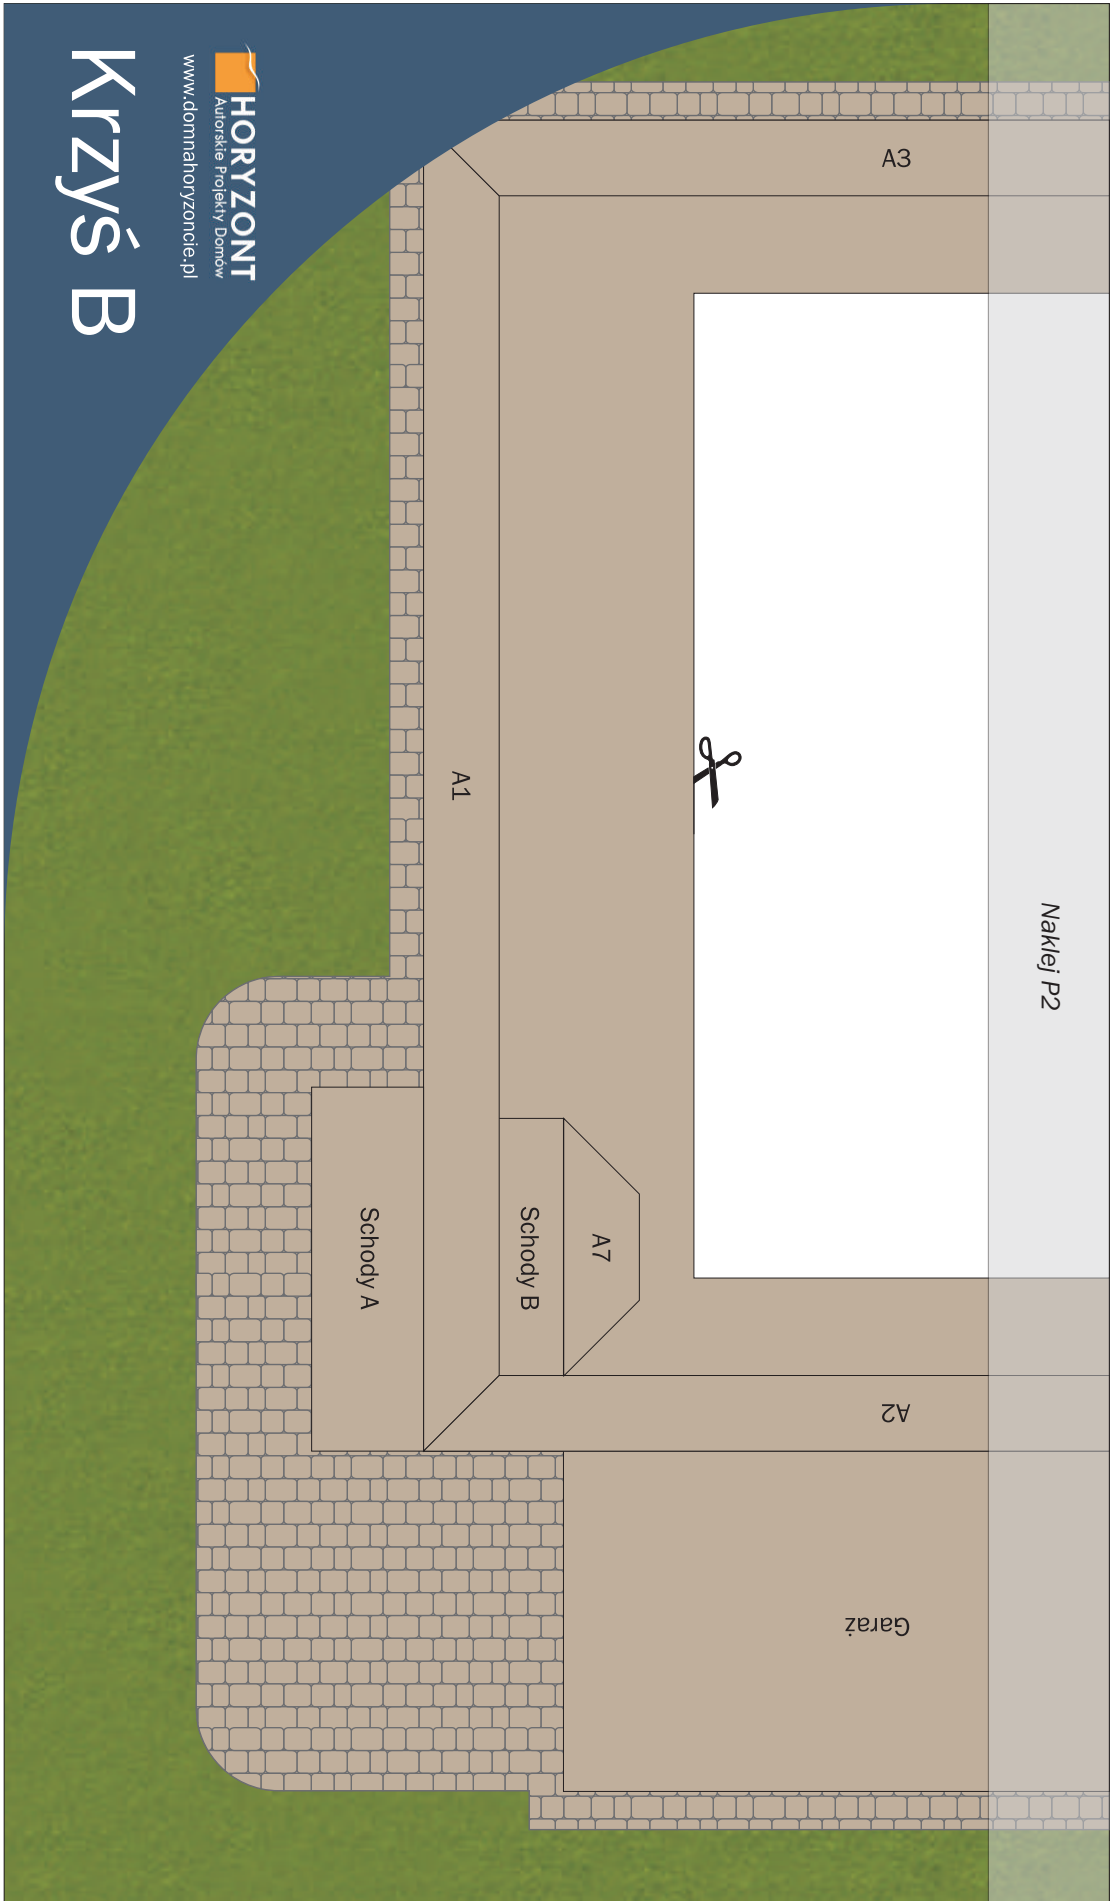 Krzyś B
HORYZONT
Autorskie Projekty Domów
www.domnahoryzoncie.pl
A3
A1
Naklej P2
A7
Schody B
Schody A
A2
Garaż